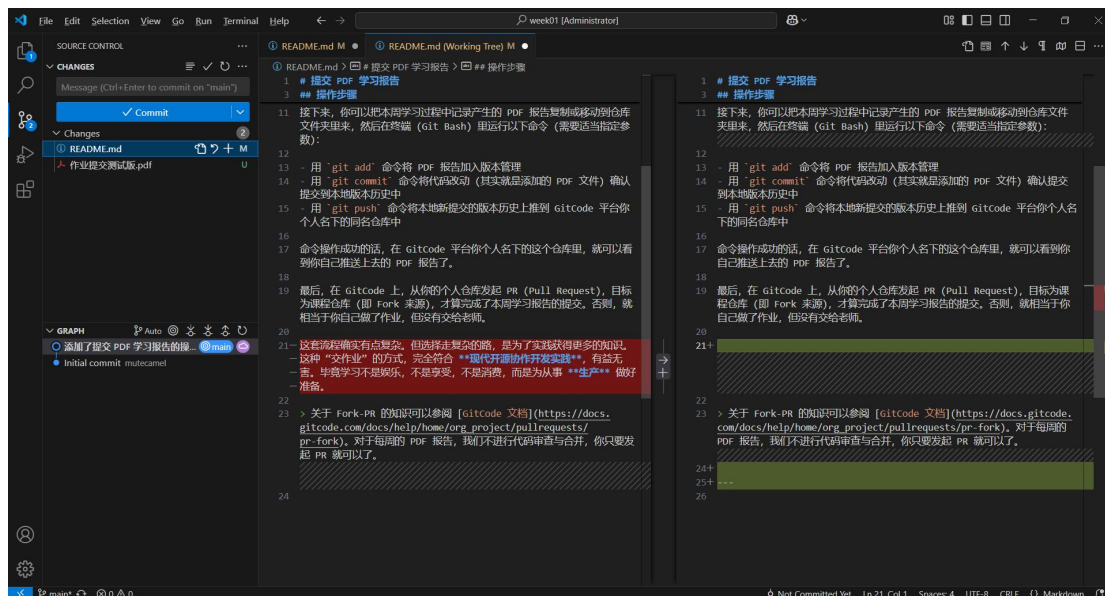 File Edit Selection View Go Run Terminal Help
week01 [Administrator]
SOURCE CONTROL
CHANGES
Message (Ctrl+Enter to commit on "main")
Commit
Changes 2
README.md M
作业提交测试版.pdf U
GRAPH Auto
添加了提交 PDF 学习报告的操... main
Initial commit mutecamel
README.md M
README.md (Working Tree) M
README.md > # 提交 PDF 学习报告 > ## 操作步骤
1 # 提交 PDF 学习报告
3 ## 操作步骤
11 接下来，你可以把本周学习过程中记录产生的 PDF 报告复制或移动到仓库
文件夹里来，然后在终端 (Git Bash) 里运行以下命令 (需要适当指定参
数)：
12
13 - 用 `git add` 命令将 PDF 报告加入版本管理
14 - 用 `git commit` 命令将代码改动 (其实就是添加的 PDF 文件) 确认
提交到本地版本历史中
15 - 用 `git push` 命令将本地新提交的版本历史上推到 GitCode 平台你
个人名下的同名仓库中
16
17 命令操作成功的话，在 GitCode 平台你个人名下的这个仓库里，就可以看
到你自己推送上去的 PDF 报告了。
18
19 最后，在 GitCode 上，从你的个人仓库发起 PR (Pull Request)，目标
为课程仓库 (即 Fork 来源)，才算完成了本周学习报告的提交。否则，就
相当于你自己做了作业，但没有交给老师。
20
21- 这套流程确实有点复杂。但选择走复杂的路，是为了实践获得更多的知识。
- 这种 “交作业” 的方式，完全符合 **现代开源协作开发实践**，有益无
- 害。毕竟学习不是娱乐，不是享受，不是消费，而是为从事 **生产** 做好
- 准备。
22
23 > 关于 Fork-PR 的知识可以参阅 [GitCode 文档](https://docs.
gitcode.com/docs/help/home/org_project/pullrequests/
pr-fork)。对于每周的 PDF 报告，我们不进行代码审查与合并，你只要发
起 PR 就可以了。
24
1 # 提交 PDF 学习报告
3 ## 操作步骤
11 接下来，你可以把本周学习过程中记录产生的 PDF 报告复制或移动到仓库文件
夹里来，然后在终端 (Git Bash) 里运行以下命令 (需要适当指定参数)：
12
13 - 用 `git add` 命令将 PDF 报告加入版本管理
14 - 用 `git commit` 命令将代码改动 (其实就是添加的 PDF 文件) 确认提交
到本地版本历史中
15 - 用 `git push` 命令将本地新提交的版本历史上推到 GitCode 平台你个人名
下的同名仓库中
16
17 命令操作成功的话，在 GitCode 平台你个人名下的这个仓库里，就可以看到你
自己推送上去的 PDF 报告了。
18
19 最后，在 GitCode 上，从你的个人仓库发起 PR (Pull Request)，目标为课
程仓库 (即 Fork 来源)，才算完成了本周学习报告的提交。否则，就相当于你
自己做了作业，但没有交给老师。
20
21+
22
23 > 关于 Fork-PR 的知识可以参阅 [GitCode 文档](https://docs.gitcode.
com/docs/help/home/org_project/pullrequests/pr-fork)。对于每周的
PDF 报告，我们不进行代码审查与合并，你只要发起 PR 就可以了。
24+
25+ ---
26
main* 0 0 Not Committed Yet Ln 21, Col 1 Spaces: 4 UTF-8 CRLF Markdown